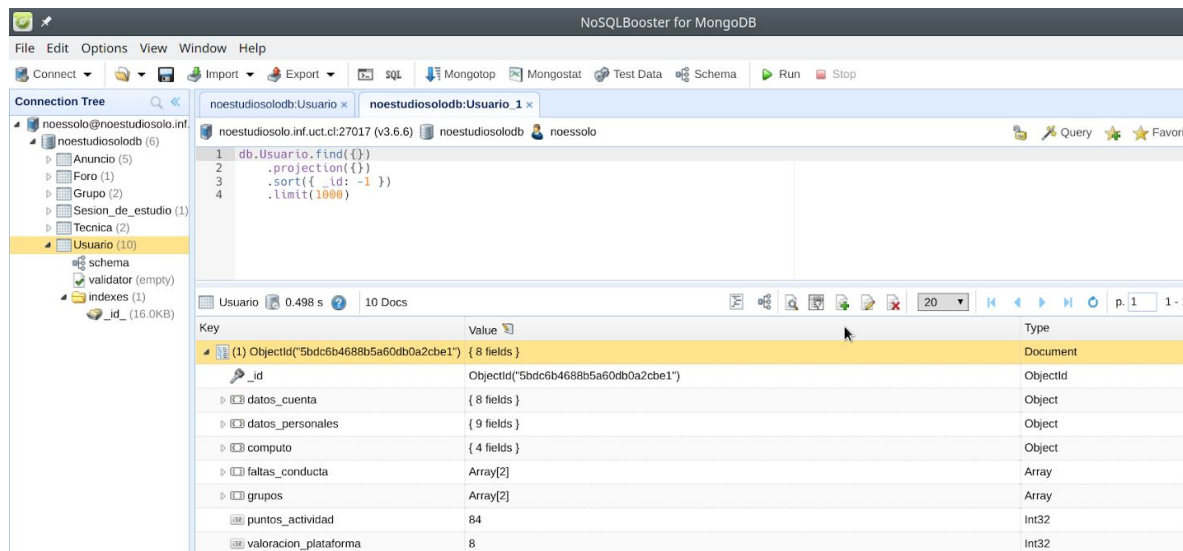 NoSQLBooster for MongoDB
File Edit Options View Window Help
Connect Import Export SQL Mongotop Mongostat Test Data Schema Run Stop
Connection Tree
noestudiosolodb:Usuario × noestudiosolodb:Usuario_1 ×
noessolo@noestudiosolo.inf.
noestudiosolo.inf.uct.cl:27017 (v3.6.6) noestudiosolodb noessolo Query Favori
noestudiosolodb (6)
Anuncio (5)
Foro (1)
Grupo (2)
Sesion_de_estudio (1)
Tecnica (2)
Usuario (10)
schema
validator (empty)
indexes (1)
_id_ (16.0KB)
1 db.Usuario.find({})
2 .projection({})
3 .sort({ _id: -1 })
4 .limit(1000)
Usuario 0.498 s 10 Docs 20 p. 1 1 -
Key Value Type
(1) ObjectId("5bdc6b4688b5a60db0a2cbe1") { 8 fields } Document
_id ObjectId("5bdc6b4688b5a60db0a2cbe1") ObjectId
datos_cuenta { 8 fields } Object
datos_personales { 9 fields } Object
computo { 4 fields } Object
faltas_conducta Array[2] Array
grupos Array[2] Array
puntos_actividad 84 Int32
valoracion_plataforma 8 Int32